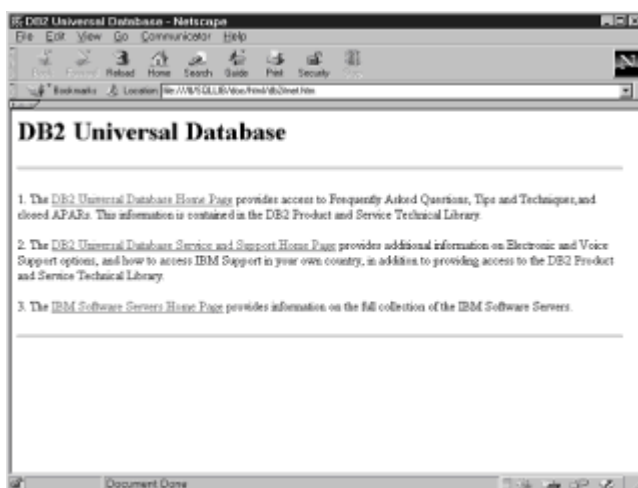 DB2 Universal Database - Netscape
File Edit View Go Communicator Help
Back Forward Reload Home Search Guide Print Security
Bookmarks Location:
DB2 Universal Database
1. The DB2 Universal Database Home Page provides access to Frequently Asked Questions, Tips and Techniques, and
closed APARs. This information is contained in the DB2 Product and Service Technical Library.
2. The DB2 Universal Database Service and Support Home Page provides additional information on Electronic and Voice
Support options, and how to access IBM Support in your own country, in addition to providing access to the DB2 Product
and Service Technical Library.
3. The IBM Software Servers Home Page provides information on the full collection of the IBM Software Servers.
Document Done